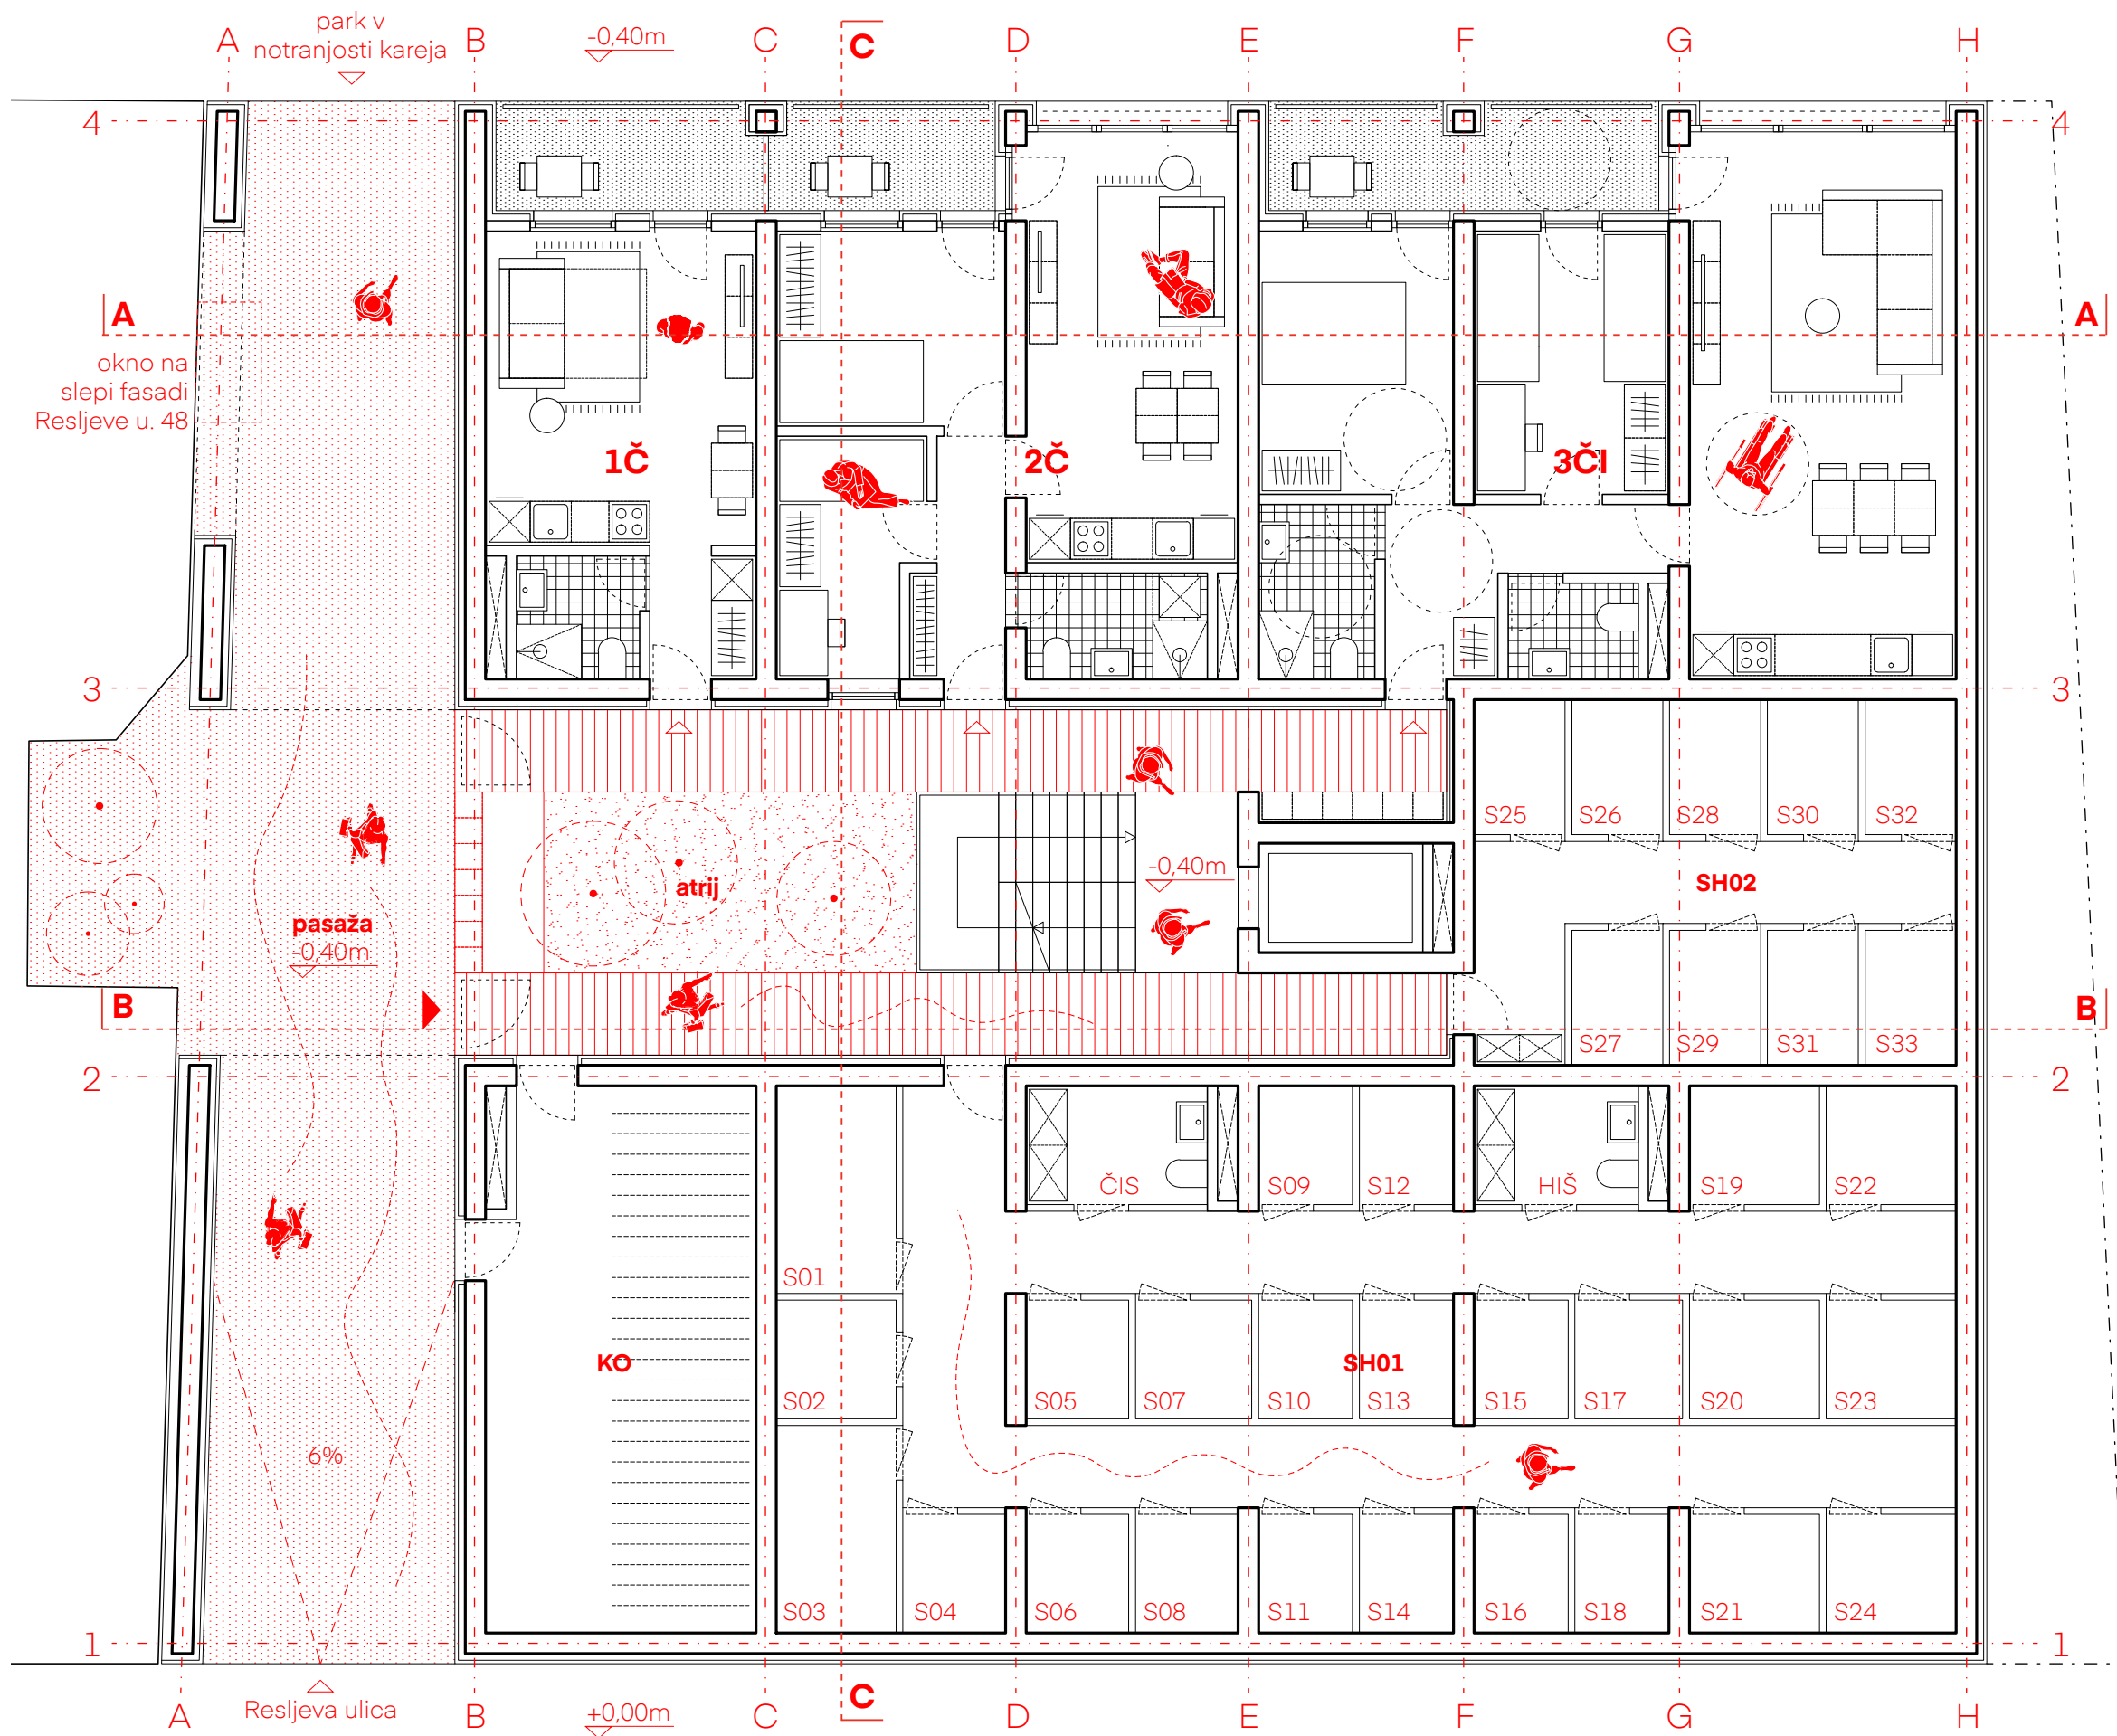 park v
notranjosti kareja
A
B
-0,40m
C
C
D
E
F
G
H
4
4
A
A
okno na
slepi fasadi
Resljeve u. 48
1Č
2Č
3ČI
3
3
S25
S26
S28
S30
S32
atrij
-0,40m
SH02
pasaža
-0,40m
B
B
S27
S29
S31
S33
2
2
ČIS
S09
S12
HIŠ
S19
S22
S01
KO
SH01
S02
S05
S07
S10
S13
S15
S17
S20
S23
6%
S03
S04
S06
S08
S11
S14
S16
S18
S21
S24
1
1
Resljeva ulica
A
B
+0,00m
C
C
D
E
F
G
H